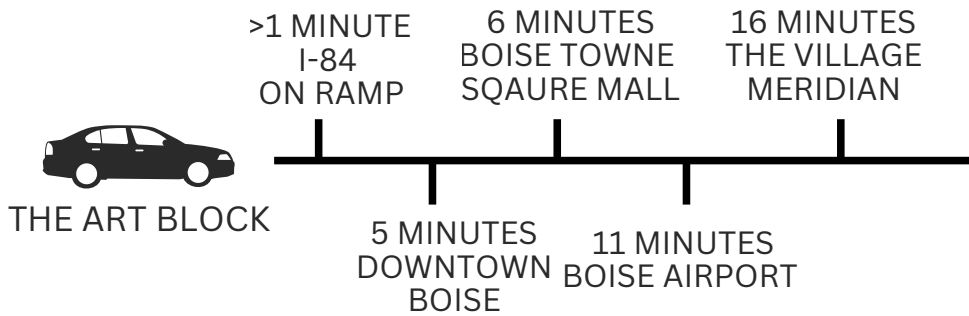 >1 MINUTE
I-84
ON RAMP
6 MINUTES
BOISE TOWNE
SQAURE MALL
16 MINUTES
THE VILLAGE
MERIDIAN
THE ART BLOCK
5 MINUTES
DOWNTOWN
BOISE
11 MINUTES
BOISE AIRPORT